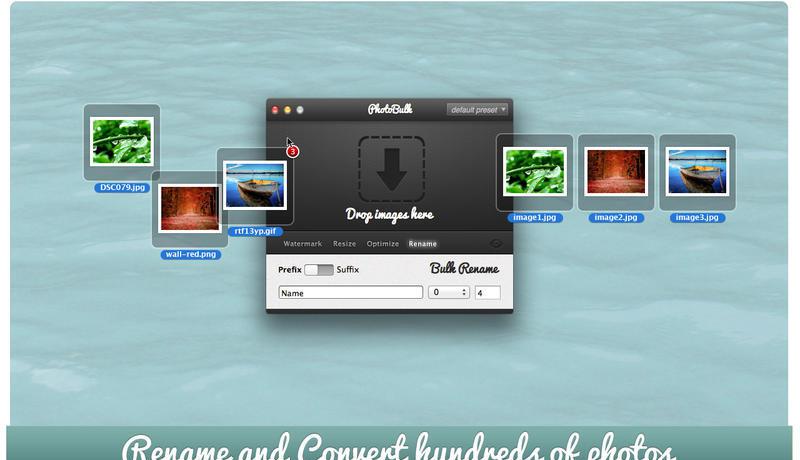 PhotoBulk
default preset
3
DSC079.jpg
wall-red.png
rtf13yp.gif
Drop images here
image1.jpg
image2.jpg
image3.jpg
Watermark Resize Optimize Rename
Prefix Suffix
Bulk Rename
Name 0 4
Rename and Convert hundreds of photos